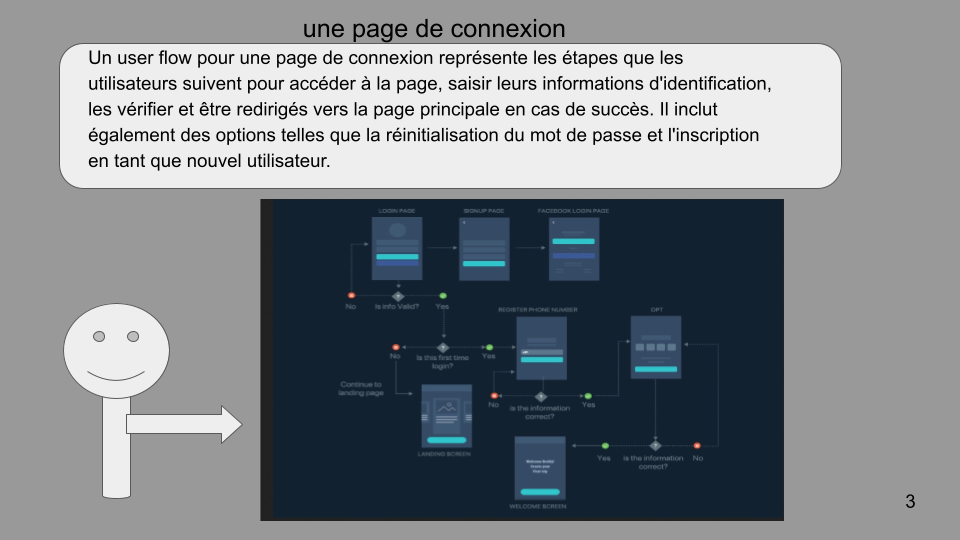 une page de connexion
Un user flow pour une page de connexion représente les étapes que les
utilisateurs suivent pour accéder à la page, saisir leurs informations d'identification,
les vérifier et être redirigés vers la page principale en cas de succès. Il inclut
également des options telles que la réinitialisation du mot de passe et l'inscription
en tant que nouvel utilisateur.
LOGIN PAGE
SIGNUP PAGE
FACEBOOK LOGIN PAGE
No
Is info Valid?
Yes
REGISTER PHONE NUMBER
OPT
No
Is this first time
login?
Yes
Continue to
landing page
No
is the information
correct?
Yes
LANDING SCREEN
Yes
is the information
correct?
No
WELCOME SCREEN
3